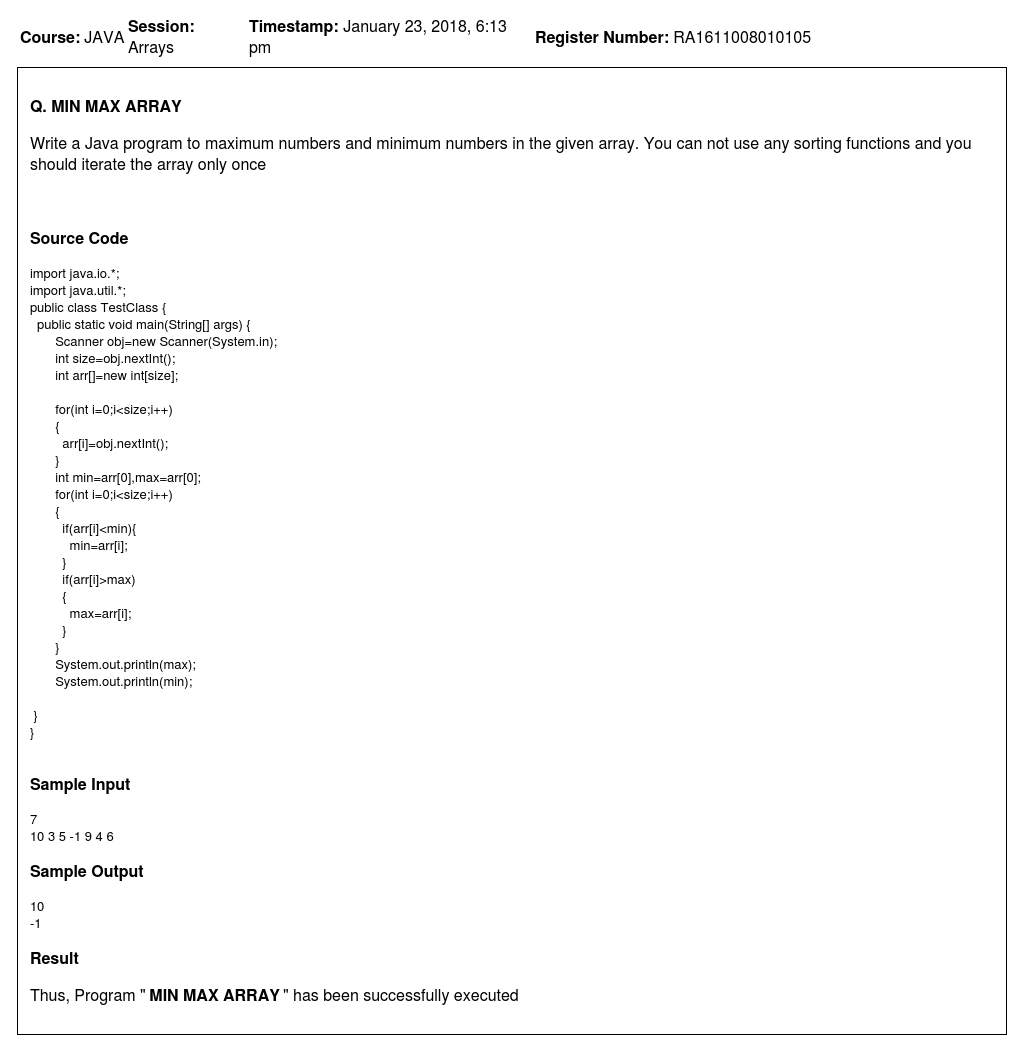 Course: JAVA Session: Arrays Timestamp: January 23, 2018, 6:13 pm Register Number: RA1611008010105
Q. MIN MAX ARRAY
Write a Java program to maximum numbers and minimum numbers in the given array. You can not use any sorting functions and you
should iterate the array only once
Source Code
import java.io.*;
import java.util.*;
public class TestClass {
  public static void main(String[] args) {
       Scanner obj=new Scanner(System.in);
       int size=obj.nextInt();
       int arr[]=new int[size];
       for(int i=0;i<size;i++)
       {
         arr[i]=obj.nextInt();
       }
       int min=arr[0],max=arr[0];
       for(int i=0;i<size;i++)
       {
         if(arr[i]<min){
           min=arr[i];
         }
         if(arr[i]>max)
         {
           max=arr[i];
         }
       }
       System.out.println(max);
       System.out.println(min);
 }
}
Sample Input
7
10 3 5 -1 9 4 6
Sample Output
10
-1
Result
Thus, Program " MIN MAX ARRAY " has been successfully executed